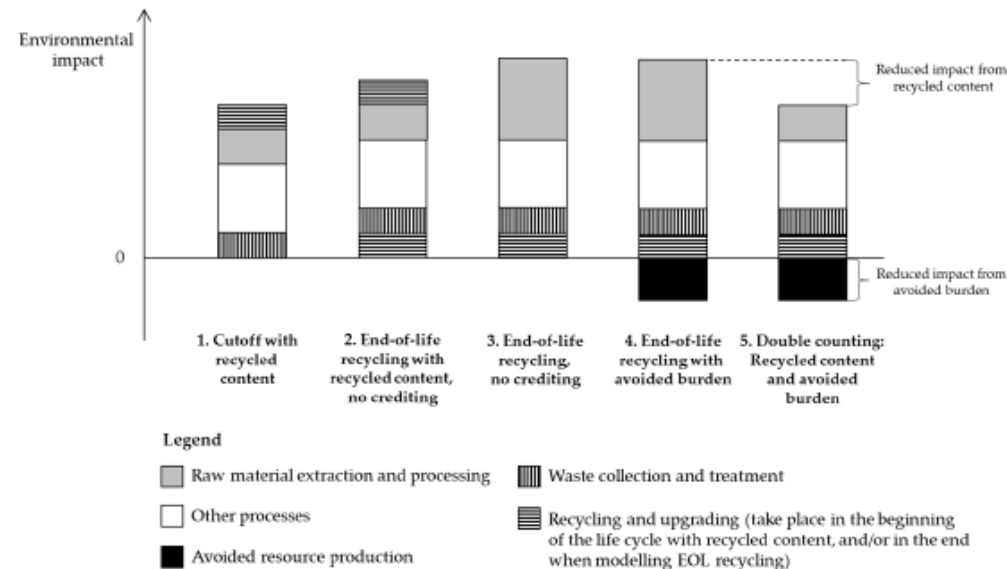 Environmental
impact
Reduced impact from
recycled content
0
Reduced impact from
avoided burden
1. Cutoff with
recycled
content
2. End-of-life
recycling with
recycled content,
no crediting
3. End-of-life
recycling,
no crediting
4. End-of-life
recycling with
avoided burden
5. Double counting:
Recycled content
and avoided
burden
Legend
Raw material extraction and processing
Other processes
Avoided resource production
Waste collection and treatment
Recycling and upgrading (take place in the beginning
of the life cycle with recycled content, and/or in the end
when modelling EOL recycling)